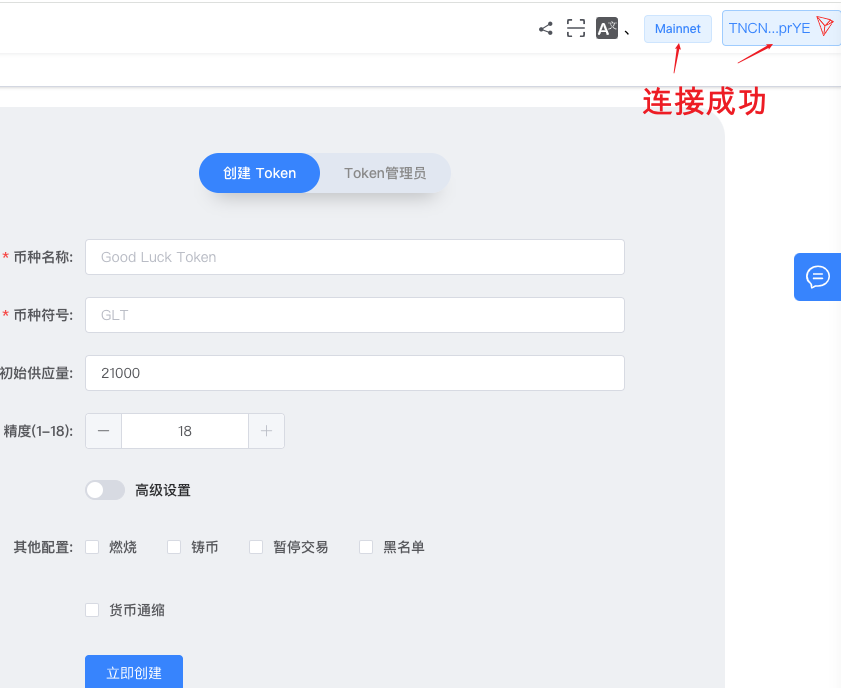 A文
、
Mainnet
TNCN...prYE
连接成功
创建 Token
Token管理员
* 币种名称:
Good Luck Token
* 币种符号:
GLT
初始供应量:
21000
精度(1-18):
18
高级设置
其他配置:
燃烧
铸币
暂停交易
黑名单
货币通缩
立即创建